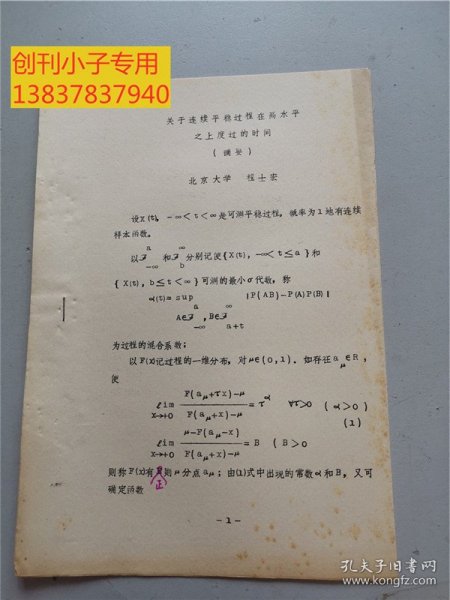 创刊小子专用
13837837940
关于连续平稳过程在高水平
之上度过的时间
(摘要)
北京大学 程士宏
设X(t), -∞<t<∞是可测平稳过程, 概率为1地有连续
样本函数。
以ℱ_{-∞}^{a}和ℱ_{b}^{∞}分别记使{X(t), -∞<t≤a}和
{X(t), b≤t<∞}可测的最小σ代数, 称
α(t)= sup |P(AB)-P(A)P(B)|
A∈ℱ_{-∞}^{a}, B∈ℱ_{a+t}^{∞}
为过程的混合系数;
以F(x)记过程的一维分布, 对μ∈(0,1). 如存在a_μ∈R,
使
lim_{x→+0} (F(a_μ+τx)-μ)/(F(a_μ+x)-μ) = τ^α ∀τ>0 (α>0)
(1)
lim_{x→+0} (μ-F(a_μ-x))/(F(a_μ+x)-μ) = B (B>0
则称F(x)有正则μ分点a_μ; 由(1)式中出现的常数α和B, 又可
确定函数
-1-
孔夫子旧书网
www.kongfz.com